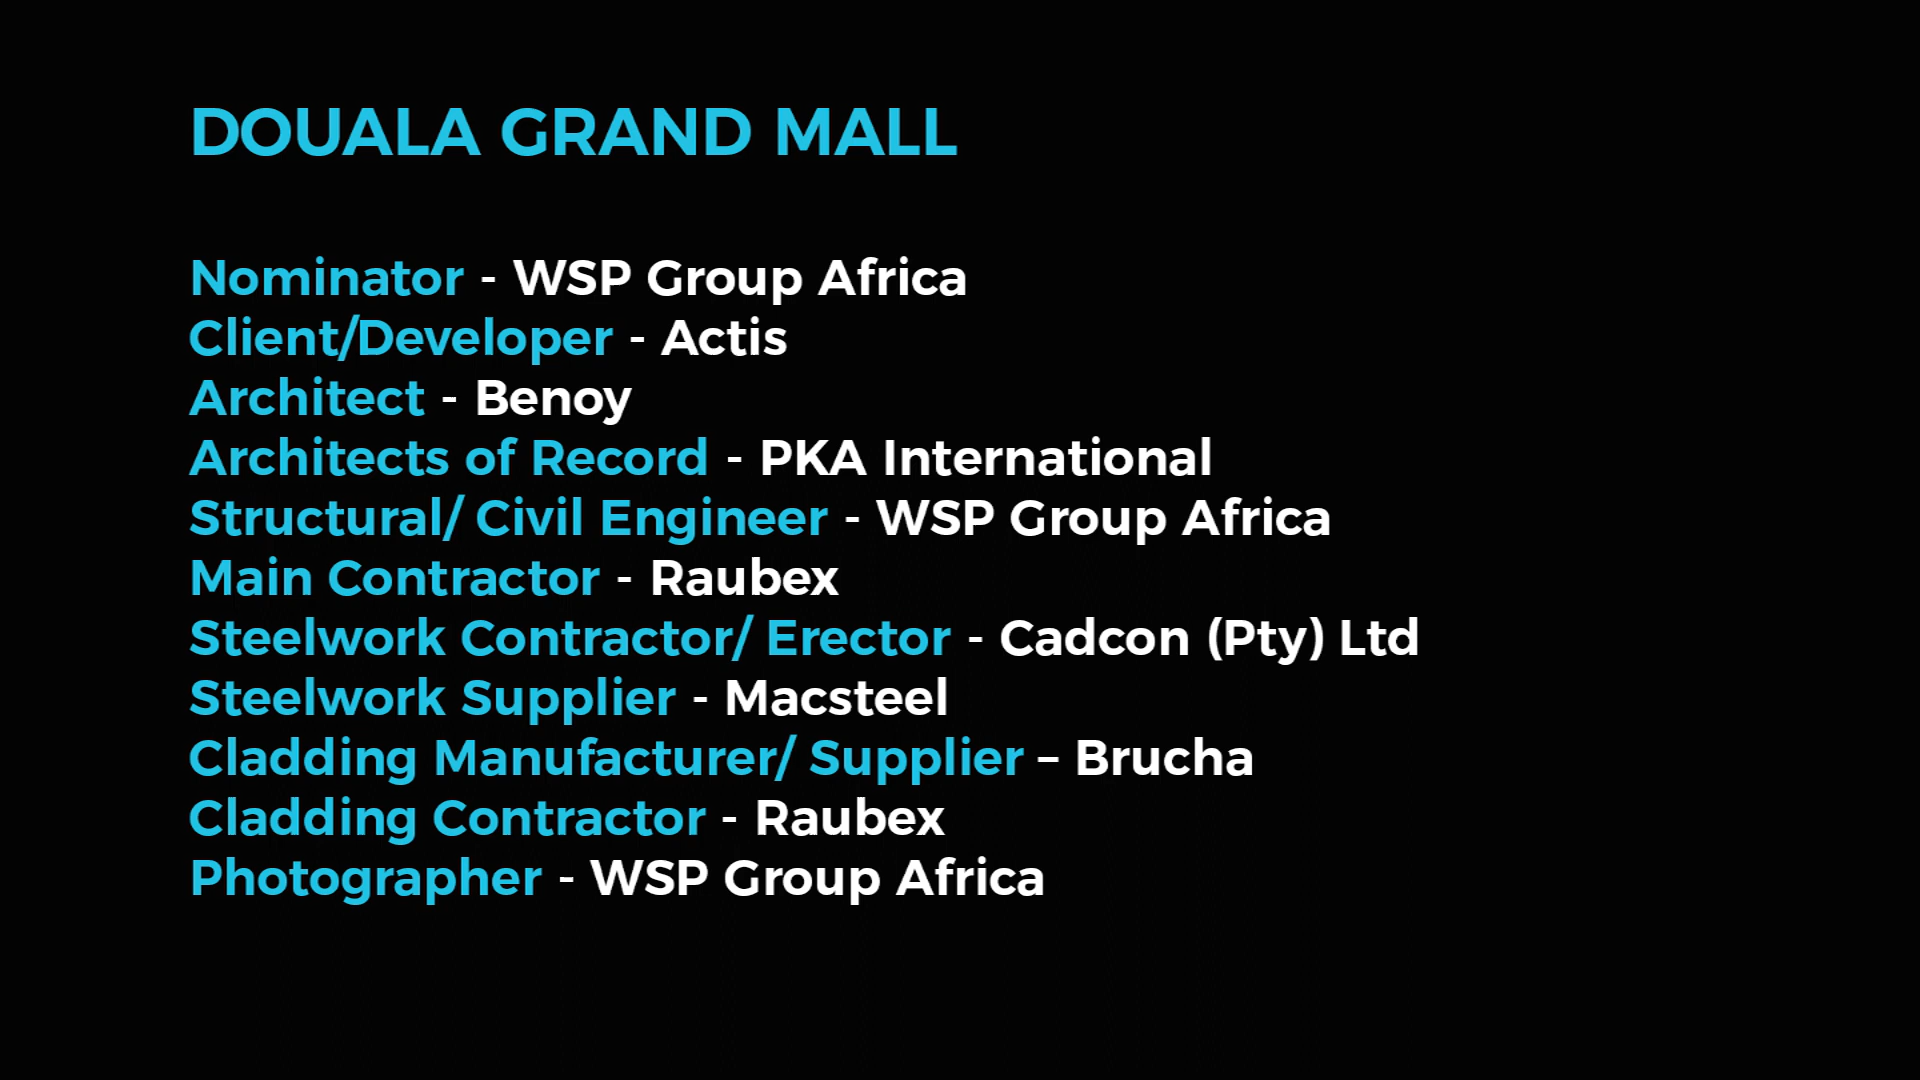 DOUALA GRAND MALL
Nominator - WSP Group Africa
Client/Developer - Actis
Architect - Benoy
Architects of Record - PKA International
Structural/ Civil Engineer - WSP Group Africa
Main Contractor - Raubex
Steelwork Contractor/ Erector - Cadcon (Pty) Ltd
Steelwork Supplier - Macsteel
Cladding Manufacturer/ Supplier – Brucha
Cladding Contractor - Raubex
Photographer - WSP Group Africa